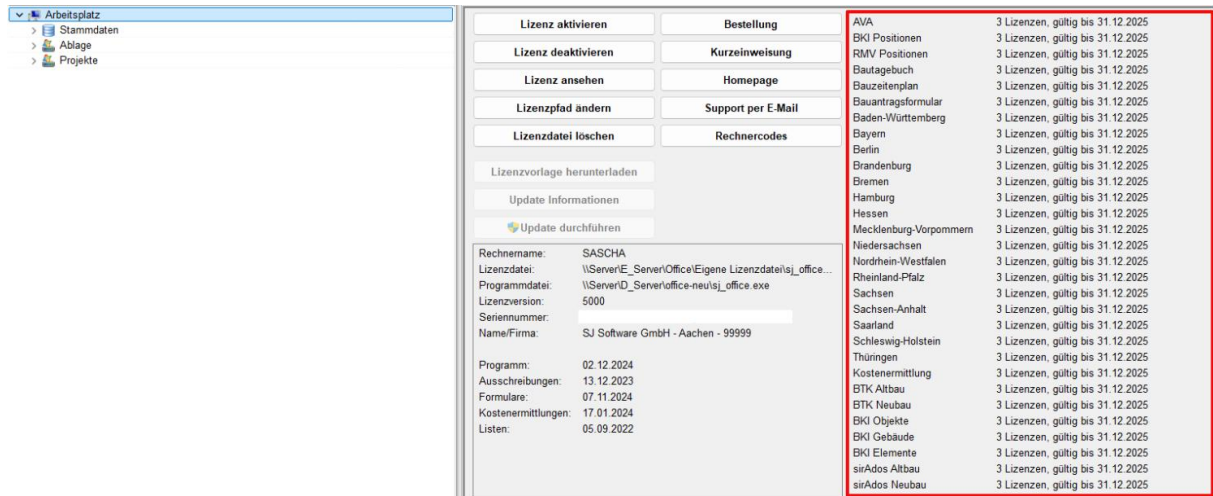 Arbeitsplatz
Stammdaten
Ablage
Projekte
Lizenz aktivieren
Bestellung
Lizenz deaktivieren
Kurzeinweisung
Lizenz ansehen
Homepage
Lizenzpfad ändern
Support per E-Mail
Lizenzdatei löschen
Rechnercodes
Lizenzvorlage herunterladen
Update Informationen
Update durchführen
Rechnername: SASCHA
Lizenzdatei: \\Server\E_Server\Office\Eigene Lizenzdatei\sj_office...
Programmdatei: \\Server\D_Server\office-neu\sj_office.exe
Lizenzversion: 5000
Seriennummer:
Name/Firma: SJ Software GmbH - Aachen - 99999
Programm: 02.12.2024
Ausschreibungen: 13.12.2023
Formulare: 07.11.2024
Kostenermittlungen: 17.01.2024
Listen: 05.09.2022
AVA 3 Lizenzen, gültig bis 31.12.2025
BKI Positionen 3 Lizenzen, gültig bis 31.12.2025
RMV Positionen 3 Lizenzen, gültig bis 31.12.2025
Bautagebuch 3 Lizenzen, gültig bis 31.12.2025
Bauzeitenplan 3 Lizenzen, gültig bis 31.12.2025
Bauantragsformular 3 Lizenzen, gültig bis 31.12.2025
Baden-Württemberg 3 Lizenzen, gültig bis 31.12.2025
Bayern 3 Lizenzen, gültig bis 31.12.2025
Berlin 3 Lizenzen, gültig bis 31.12.2025
Brandenburg 3 Lizenzen, gültig bis 31.12.2025
Bremen 3 Lizenzen, gültig bis 31.12.2025
Hamburg 3 Lizenzen, gültig bis 31.12.2025
Hessen 3 Lizenzen, gültig bis 31.12.2025
Mecklenburg-Vorpommern 3 Lizenzen, gültig bis 31.12.2025
Niedersachsen 3 Lizenzen, gültig bis 31.12.2025
Nordrhein-Westfalen 3 Lizenzen, gültig bis 31.12.2025
Rheinland-Pfalz 3 Lizenzen, gültig bis 31.12.2025
Sachsen 3 Lizenzen, gültig bis 31.12.2025
Sachsen-Anhalt 3 Lizenzen, gültig bis 31.12.2025
Saarland 3 Lizenzen, gültig bis 31.12.2025
Schleswig-Holstein 3 Lizenzen, gültig bis 31.12.2025
Thüringen 3 Lizenzen, gültig bis 31.12.2025
Kostenermittlung 3 Lizenzen, gültig bis 31.12.2025
BTK Altbau 3 Lizenzen, gültig bis 31.12.2025
BTK Neubau 3 Lizenzen, gültig bis 31.12.2025
BKI Objekte 3 Lizenzen, gültig bis 31.12.2025
BKI Gebäude 3 Lizenzen, gültig bis 31.12.2025
BKI Elemente 3 Lizenzen, gültig bis 31.12.2025
sirAdos Altbau 3 Lizenzen, gültig bis 31.12.2025
sirAdos Neubau 3 Lizenzen, gültig bis 31.12.2025